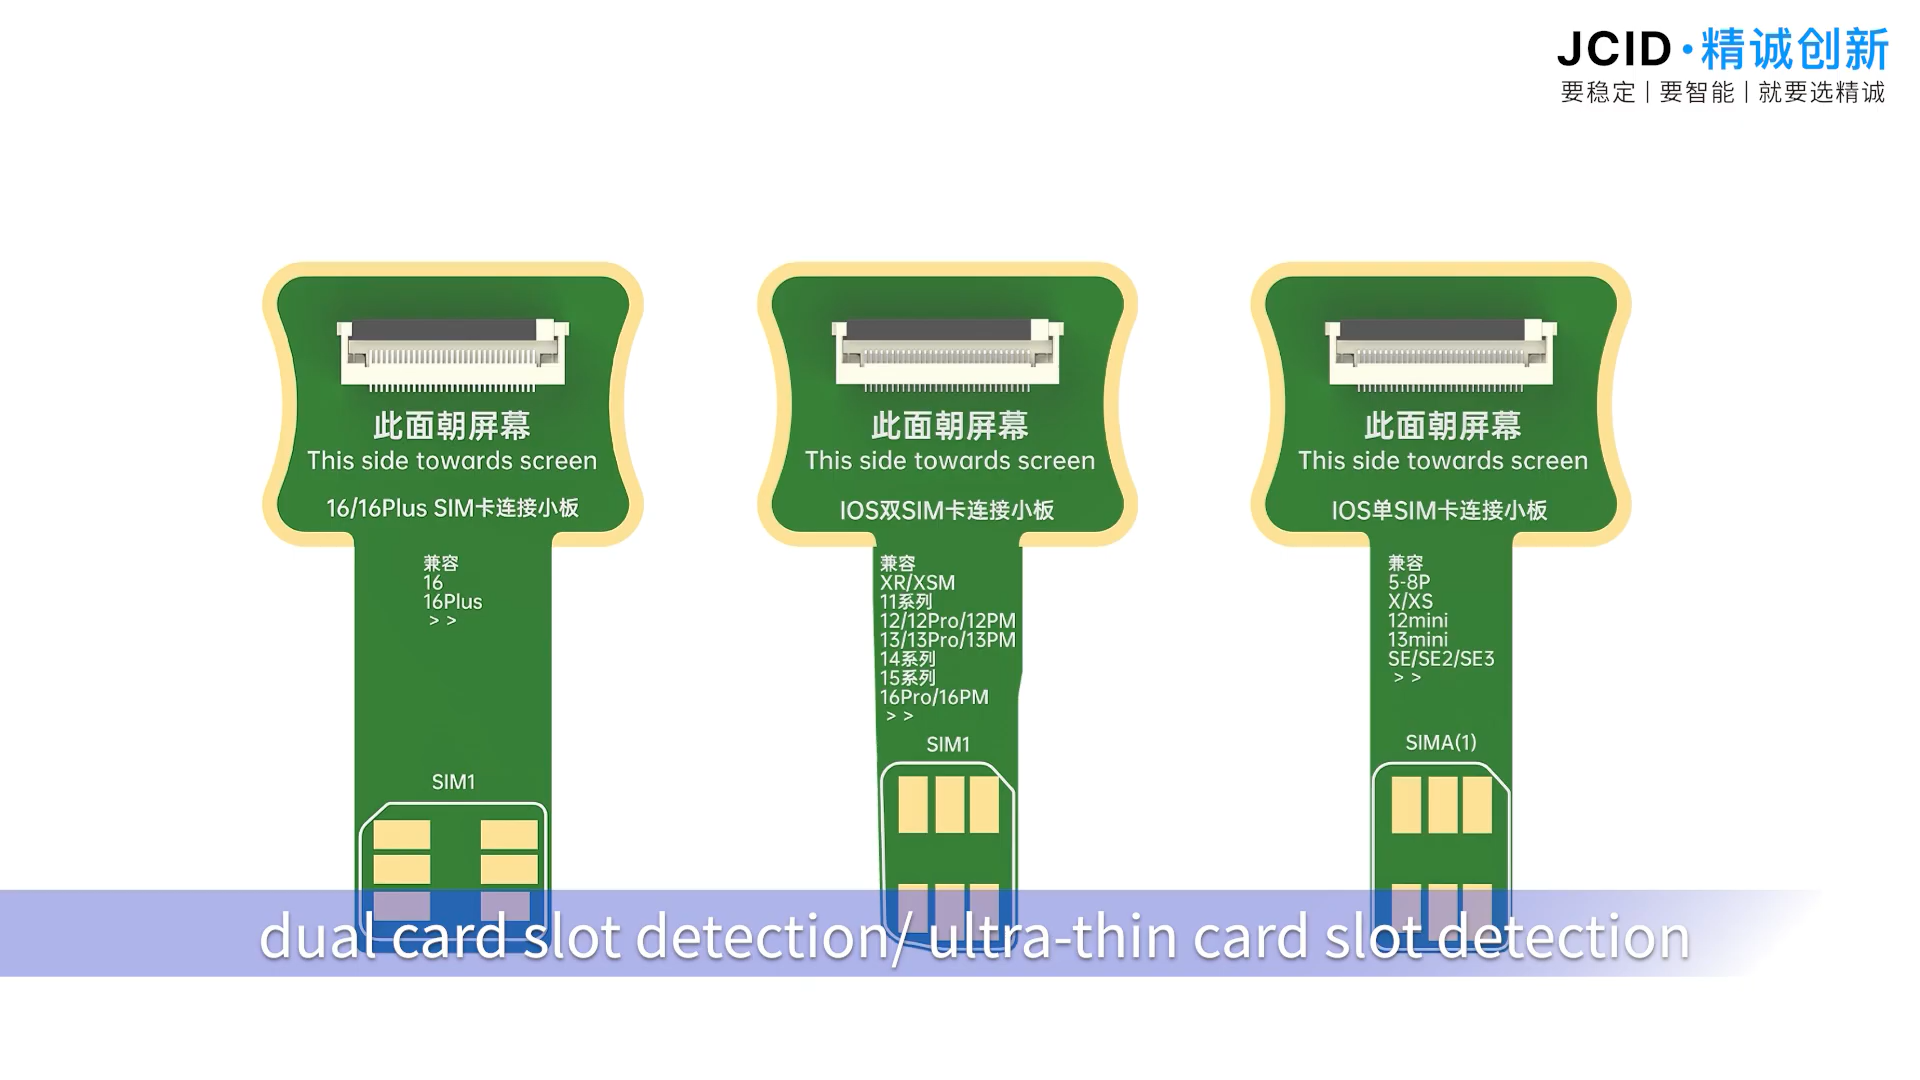 JCID·精诚创新
要稳定|要智能|就要选精诚
此面朝屏幕
This side towards screen
16/16Plus SIM卡连接小板
兼容
16
16Plus
>>
SIM1
此面朝屏幕
This side towards screen
IOS双SIM卡连接小板
兼容
XR/XSM
11系列
12/12Pro/12PM
13/13Pro/13PM
14系列
15系列
16Pro/16PM
>>
SIM1
此面朝屏幕
This side towards screen
IOS单SIM卡连接小板
兼容
5-8P
X/XS
12mini
13mini
SE/SE2/SE3
>>
SIMA(1)
dual card slot detection/ ultra-thin card slot detection